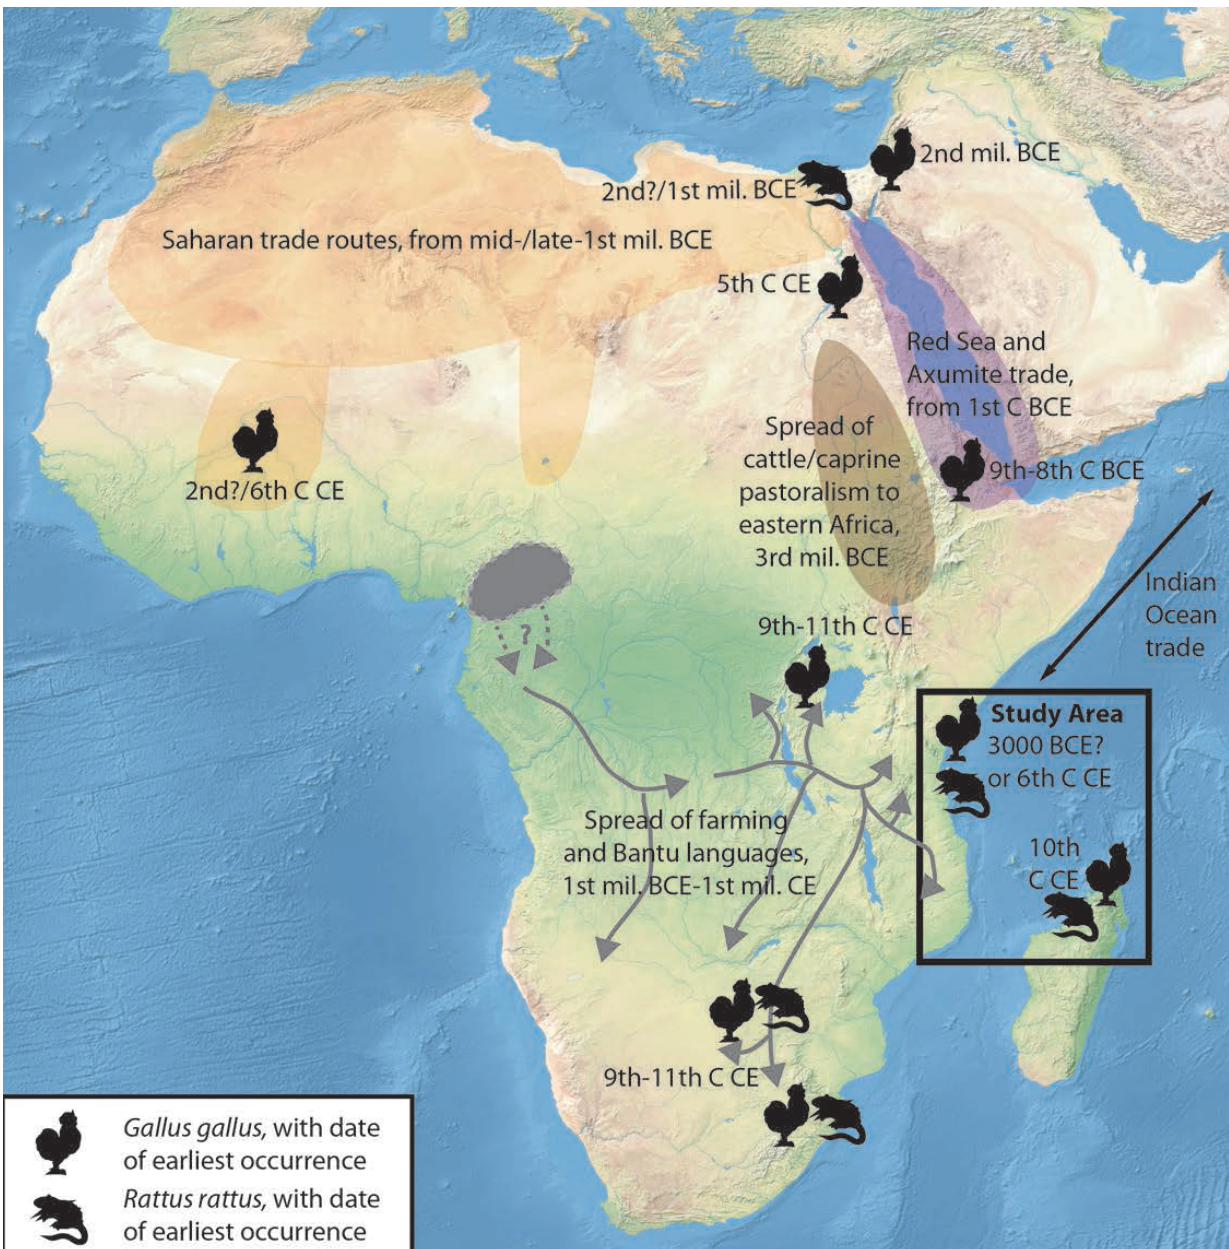 2nd mil. BCE
2nd?/1st mil. BCE
Saharan trade routes, from mid-/late-1st mil. BCE
5th C CE
Red Sea and
Axumite trade,
from 1st C BCE
Spread of
cattle/caprine
pastoralism to
eastern Africa,
3rd mil. BCE
9th-8th C BCE
2nd?/6th C CE
Indian
Ocean
trade
?
9th-11th C CE
Study Area
3000 BCE?
or 6th C CE
10th
C CE
Spread of farming
and Bantu languages,
1st mil. BCE-1st mil. CE
9th-11th C CE
Gallus gallus, with date
of earliest occurrence
Rattus rattus, with date
of earliest occurrence